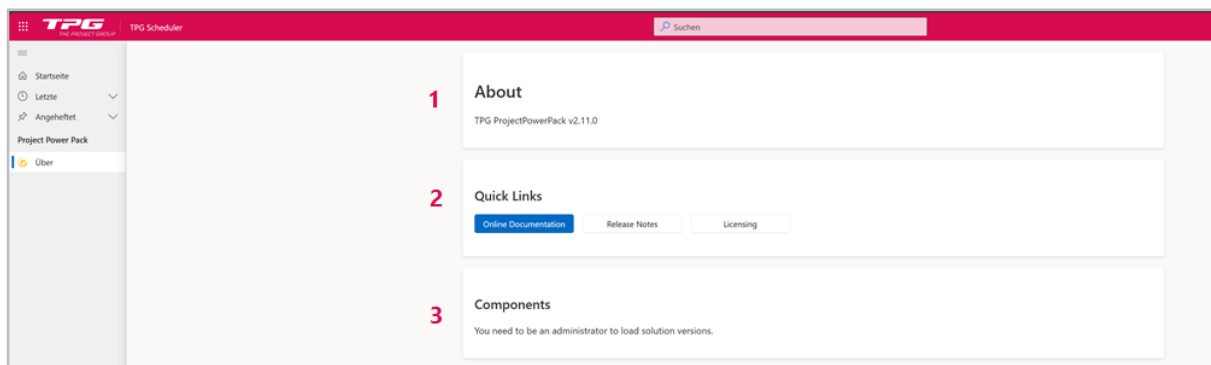 TPG
THE PROJECT GROUP
TPG Scheduler
Suchen
Startseite
Letzte
Angeheftet
Project Power Pack
Über
1
About
TPG ProjectPowerPack v2.11.0
2
Quick Links
Online Documentation
Release Notes
Licensing
3
Components
You need to be an administrator to load solution versions.